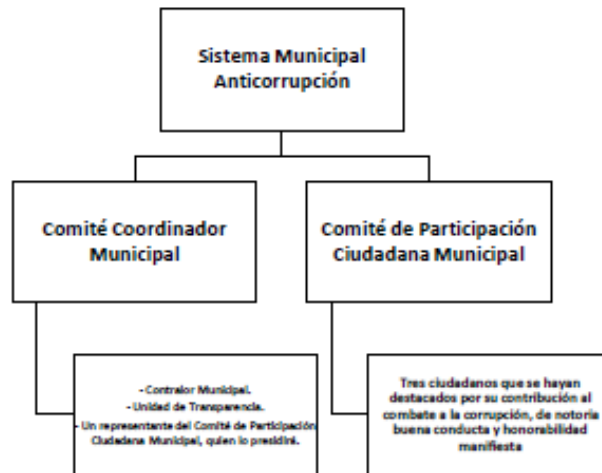 Sistema Municipal
Anticorrupción
Comité Coordinador
Municipal
Comité de Participación
Ciudadana Municipal
- Contralor Municipal.
- Unidad de Transparencia.
- Un representante del Comité de Participación
Ciudadana Municipal, quien lo presidirá.
Tres ciudadanos que se hayan
destacados por su contribución al
combate a la corrupción, de notoria
buena conducta y honorabilidad
manifiesta